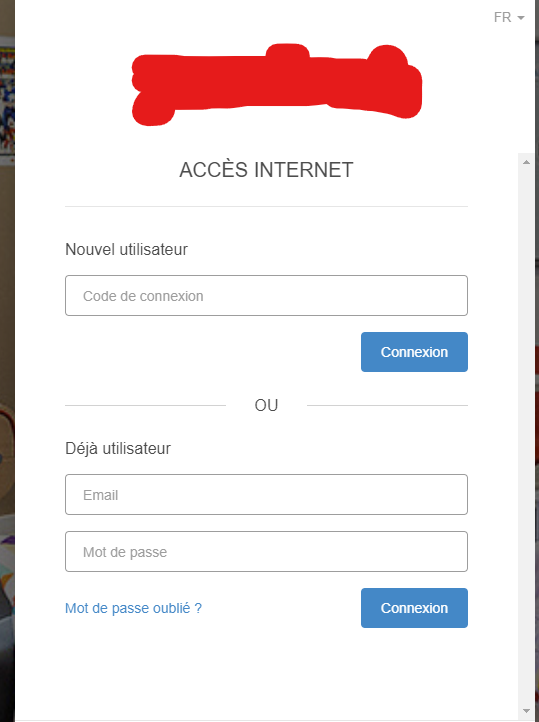 FR
ACCÈS INTERNET
Nouvel utilisateur
Code de connexion
Connexion
OU
Déjà utilisateur
Email
Mot de passe
Mot de passe oublié ? Connexion